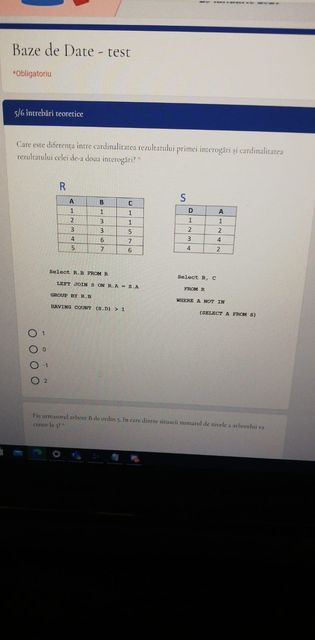 Baze de Date - test
*Obligatoriu
5/6 întrebări teoretice
Care este diferența între cardinalitatea rezultatului primei interogări și cardinalitatea
rezultatului celei de-a doua interogări? *
R
A B C
1 1 1
2 3 1
3 3 5
4 6 7
5 7 6
S
D A
1 1
2 2
3 4
4 2
Select R.B FROM R
LEFT JOIN S ON R.A = S.A
GROUP BY R.B
HAVING COUNT (S.D) > 1
Select B, C
FROM R
WHERE A NOT IN
(SELECT A FROM S)
1
0
-1
2
Fie următorul arbore B de ordin 5. În care dintre situații numărul de nivele a arborelui va